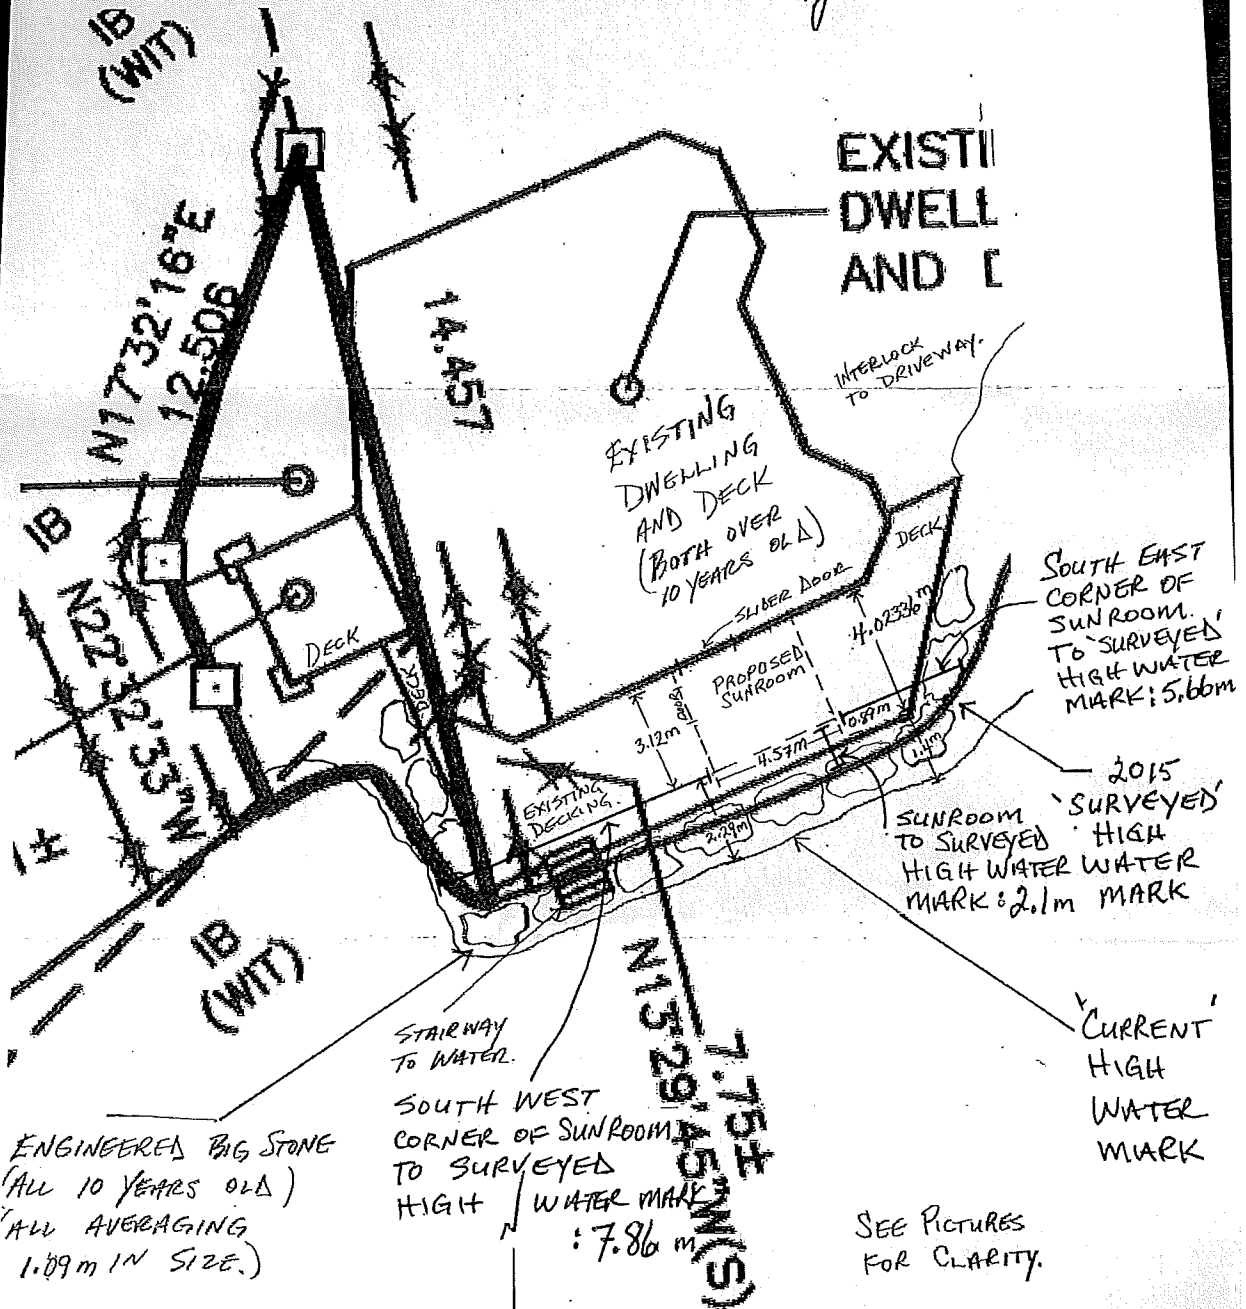 IB
(WIT)
EXISTI
DWELL
AND
N17°32'16"E
12.506
14.457
INTERLOCK
TO DRIVEWAY.
EXISTING
DWELLING
AND DECK
(BOTH OVER
10 YEARS OLD)
IB
DECK
SLIDER DOOR
4.02336m
SOUTH EAST
CORNER OF
SUNROOM.
TO 'SURVEYED'
HIGH WATER
MARK: 5.66m
N22°32'33"W
DECK
DECK
PROPOSED
SUNROOM
3.12m
0.89m
4.57m
1.4m
EXISTING
DECKING.
2.29m
2015
'SURVEYED'
HIGH
WATER
MARK
SUNROOM
TO SURVEYED
HIGH WATER
MARK: 2.1m
IB
(WIT)
N13°29'45"W(S)
7.75±
STAIRWAY
TO WATER.
'CURRENT'
HIGH
WATER
MARK
ENGINEERED BIG STONE
(ALL 10 YEARS OLD)
(ALL AVERAGING
1.09m IN SIZE.)
SOUTH WEST
CORNER OF SUNROOM
TO SURVEYED
HIGH WATER MARK
: 7.86 m
SEE PICTURES
FOR CLARITY.